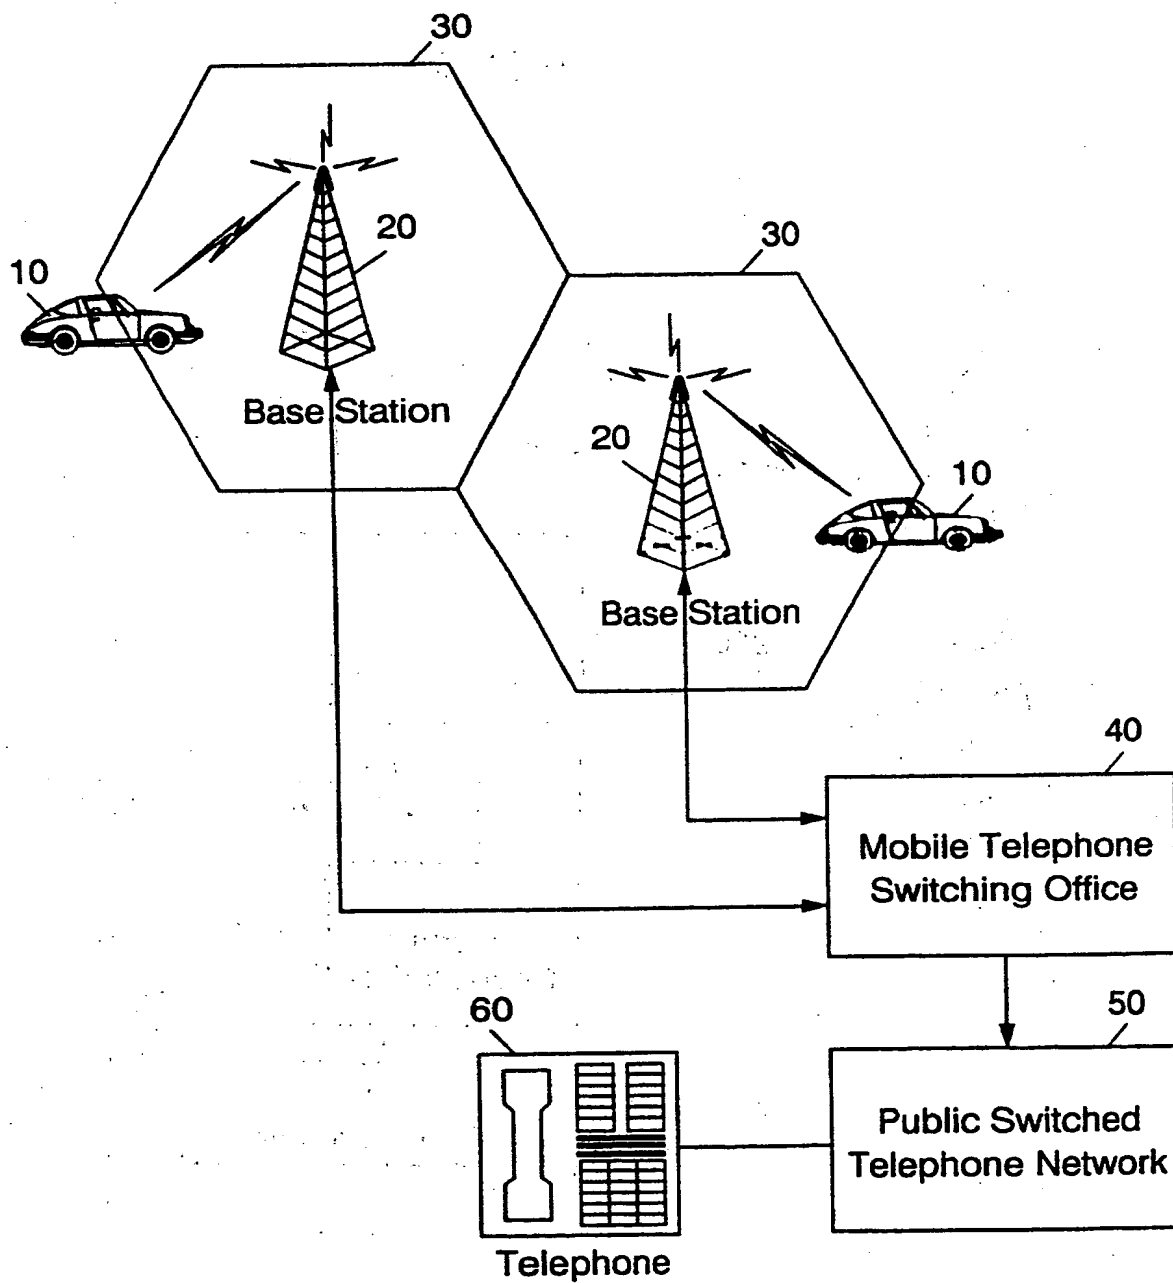 30
20
10
Base Station
30
20
10
Base Station
40
Mobile Telephone
Switching Office
50
Public Switched
Telephone Network
60
Telephone